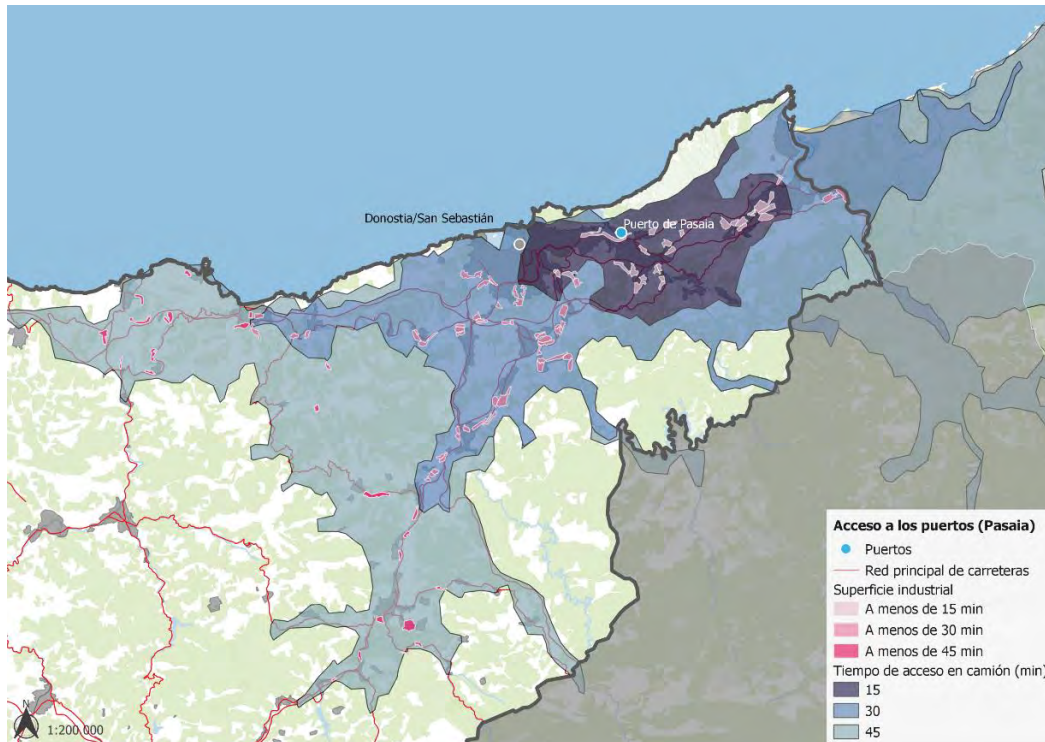 Donostia/San Sebastián
Puerto de Pasaia
Acceso a los puertos (Pasaia)
Puertos
Red principal de carreteras
Superficie industrial
A menos de 15 min
A menos de 30 min
A menos de 45 min
Tiempo de acceso en camión (min)
15
30
45
N
1:200.000